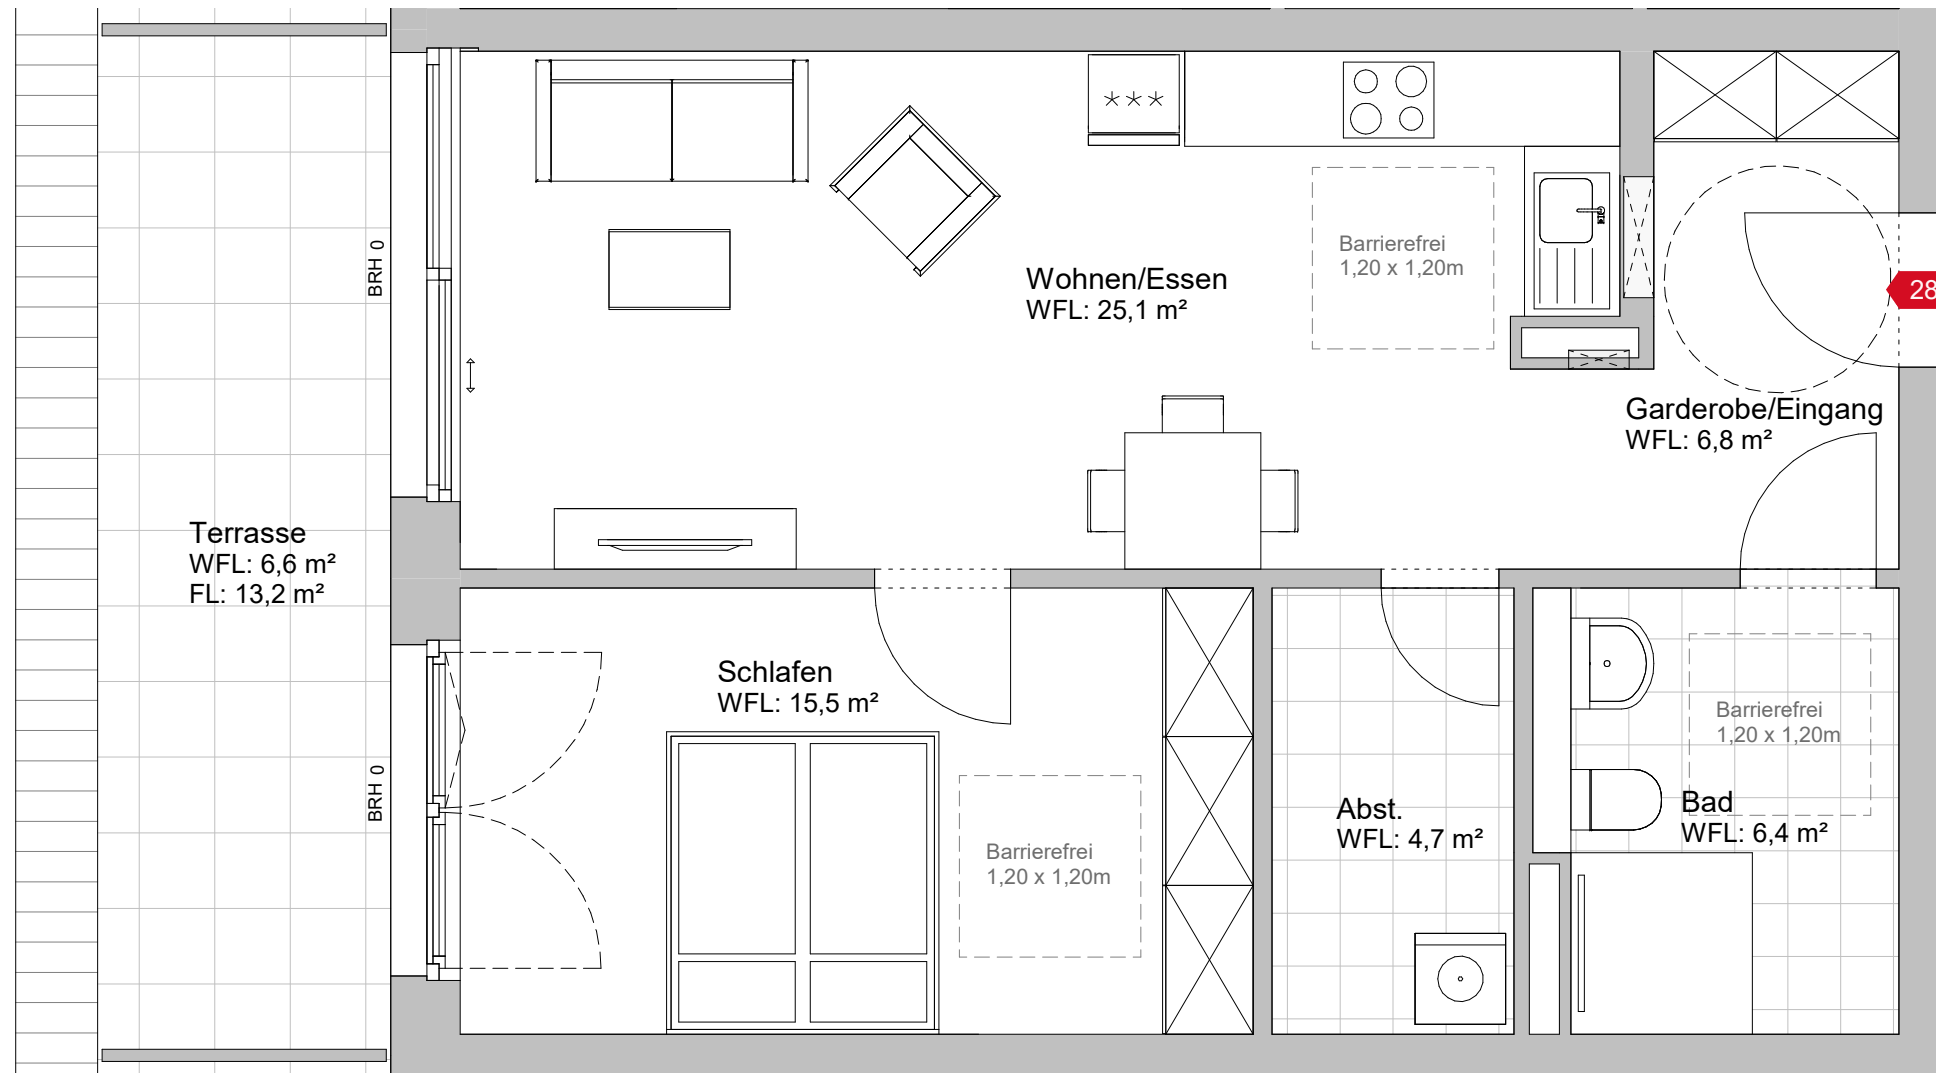 BRH 0
Wohnen/Essen
WFL: 25,1 m²
Barrierefrei
1,20 x 1,20m
28
Garderobe/Eingang
WFL: 6,8 m²
Terrasse
WFL: 6,6 m²
FL: 13,2 m²
BRH 0
Schlafen
WFL: 15,5 m²
Barrierefrei
1,20 x 1,20m
Abst.
WFL: 4,7 m²
Barrierefrei
1,20 x 1,20m
Bad
WFL: 6,4 m²